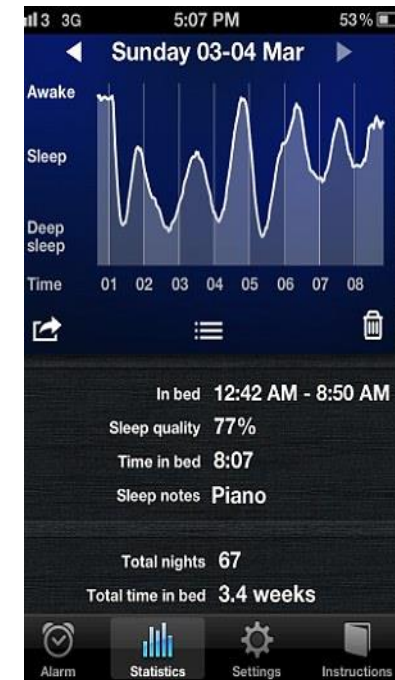 3 3G 5:07 PM 53%
Sunday 03-04 Mar
Awake
Sleep
Deep
sleep
Time 01 02 03 04 05 06 07 08
In bed 12:42 AM - 8:50 AM
Sleep quality 77%
Time in bed 8:07
Sleep notes Piano
Total nights 67
Total time in bed 3.4 weeks
Alarm Statistics Settings Instructions